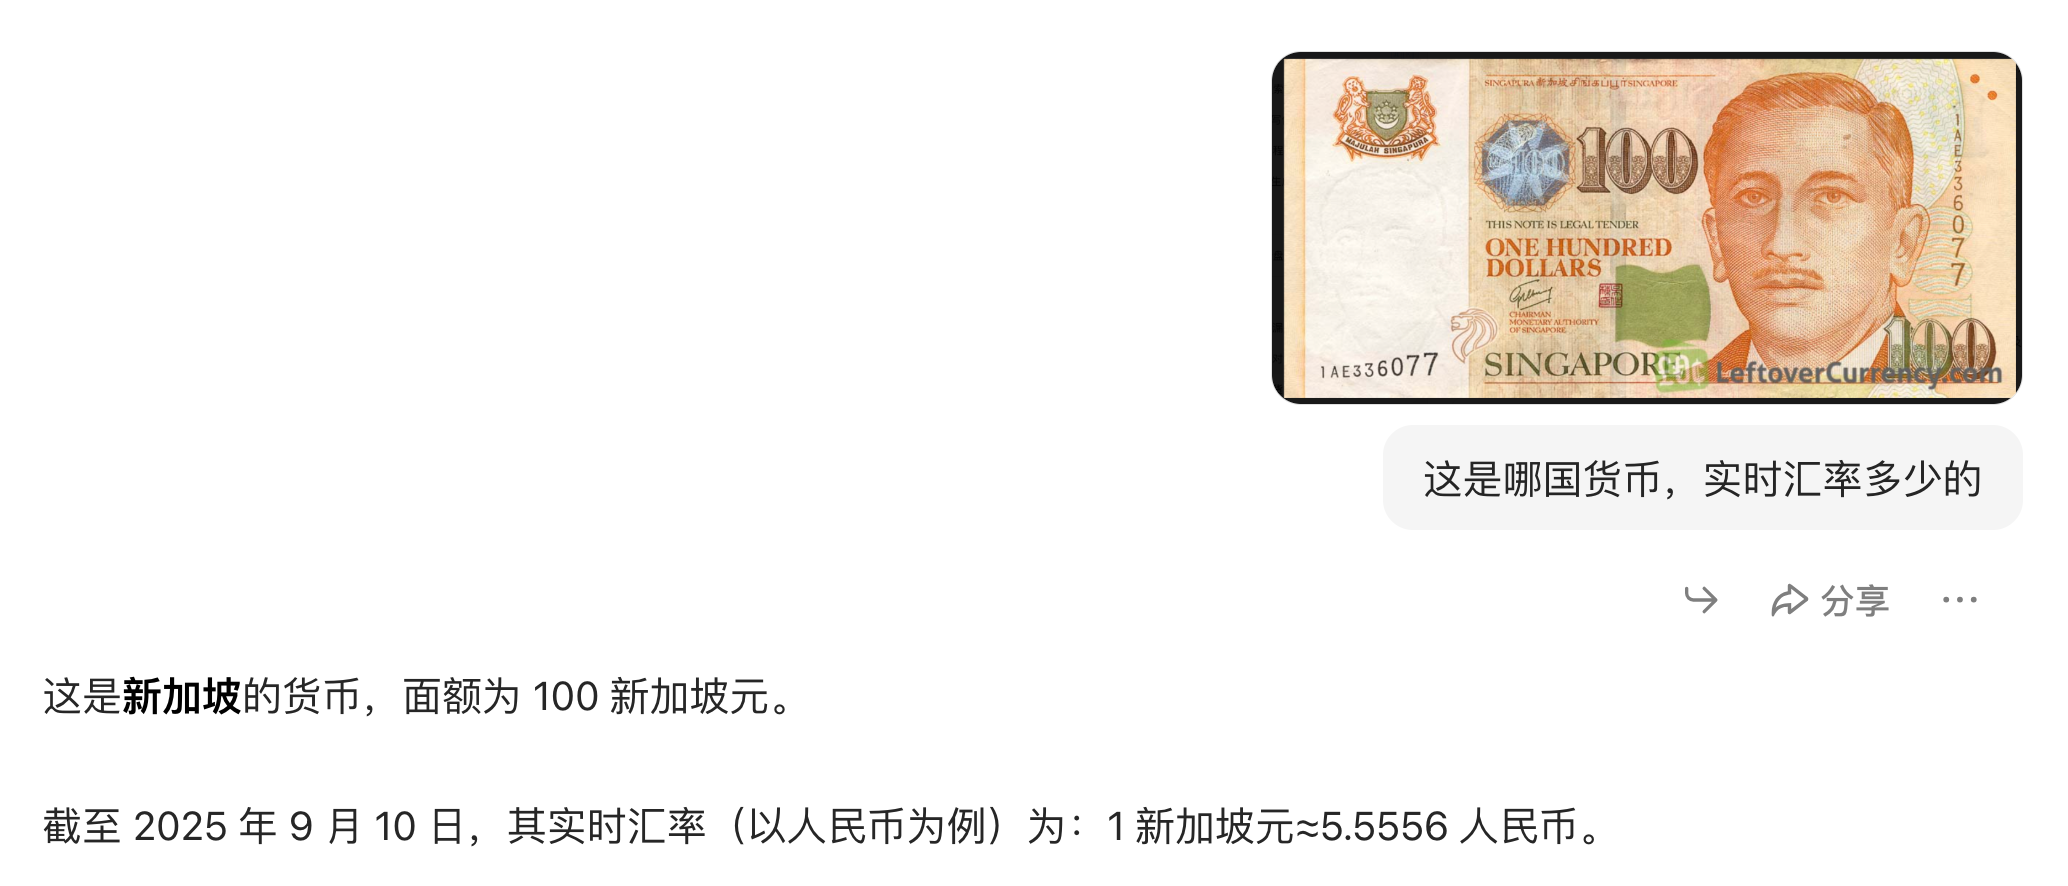 MAJULAH SINGAPURA
SINGAPURA 新加坡 சிங்கப்பூர் SINGAPORE
100
100
THIS NOTE IS LEGAL TENDER
ONE HUNDRED
DOLLARS
CHAIRMAN
MONETARY AUTHORITY
OF SINGAPORE
SINGAPORE
1AE336077
1AE336077
100
LeftoverCurrency.com
这是哪国货币，实时汇率多少的
分享
这是新加坡的货币，面额为 100 新加坡元。
截至 2025 年 9 月 10 日，其实时汇率（以人民币为例）为：1 新加坡元≈5.5556 人民币。